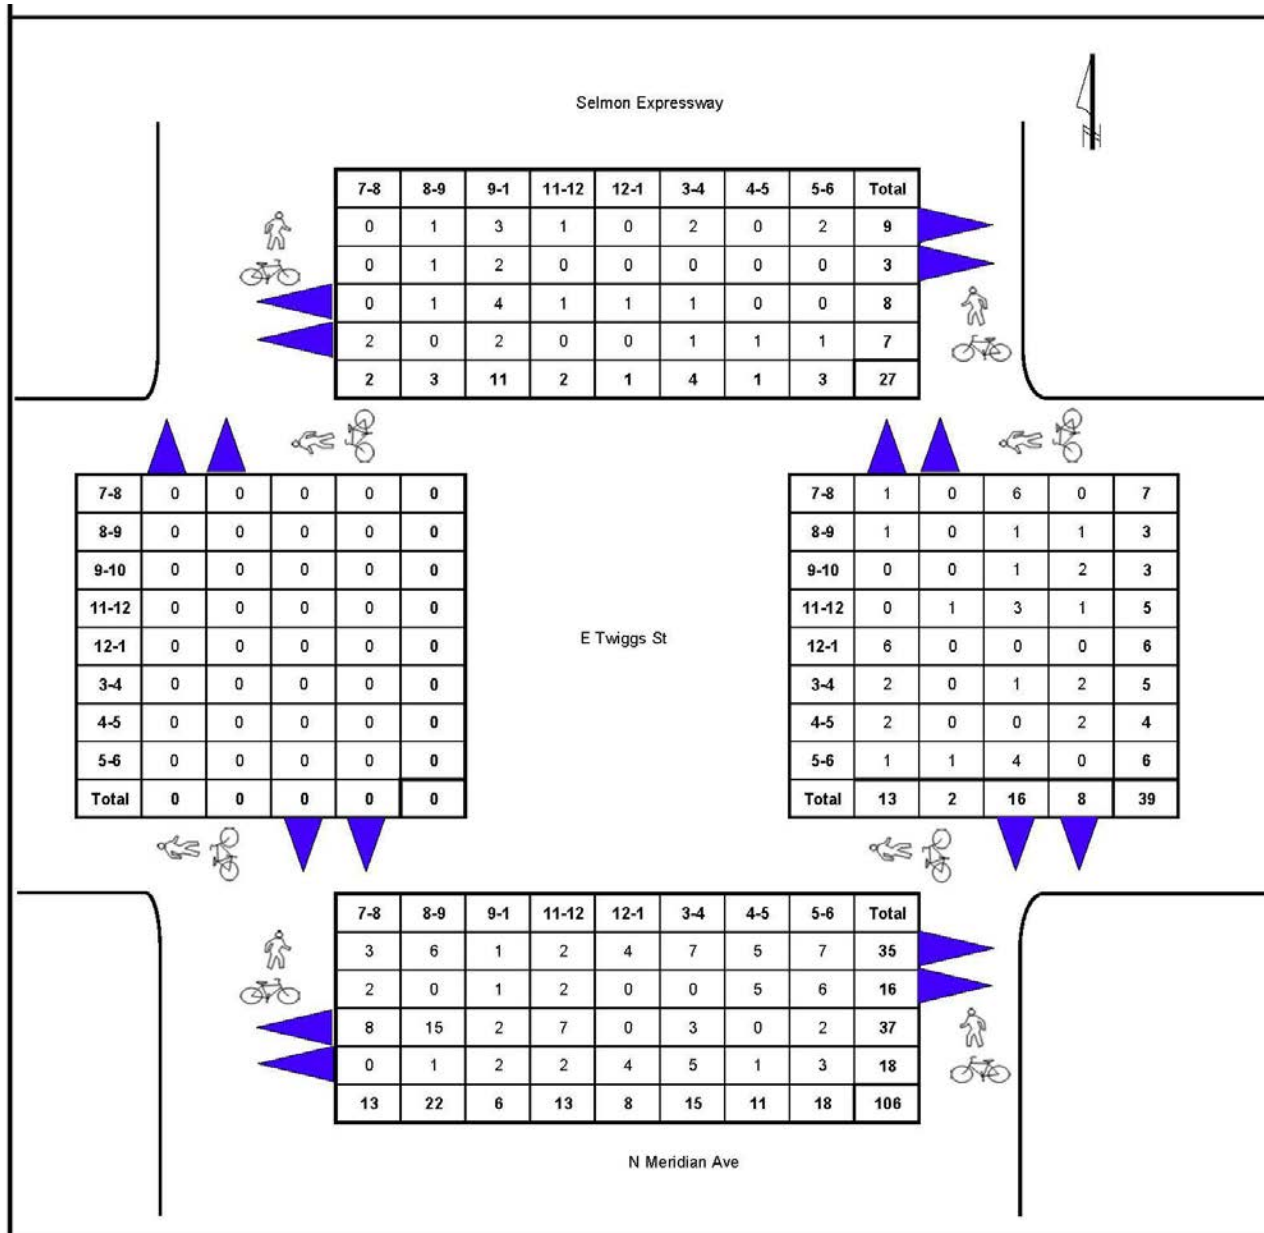 Selmon Expressway
N
7-8 8-9 9-1 11-12 12-1 3-4 4-5 5-6 Total
0 1 3 1 0 2 0 2 9
0 1 2 0 0 0 0 0 3
0 1 4 1 1 1 0 0 8
2 0 2 0 0 1 1 1 7
2 3 11 2 1 4 1 3 27
7-8 0 0 0 0 0
8-9 0 0 0 0 0
9-10 0 0 0 0 0
11-12 0 0 0 0 0
12-1 0 0 0 0 0
3-4 0 0 0 0 0
4-5 0 0 0 0 0
5-6 0 0 0 0 0
Total 0 0 0 0 0
E Twiggs St
7-8 1 0 6 0 7
8-9 1 0 1 1 3
9-10 0 0 1 2 3
11-12 0 1 3 1 5
12-1 6 0 0 0 6
3-4 2 0 1 2 5
4-5 2 0 0 2 4
5-6 1 1 4 0 6
Total 13 2 16 8 39
7-8 8-9 9-1 11-12 12-1 3-4 4-5 5-6 Total
3 6 1 2 4 7 5 7 35
2 0 1 2 0 0 5 6 16
8 15 2 7 0 3 0 2 37
0 1 2 2 4 5 1 3 18
13 22 6 13 8 15 11 18 106
N Meridian Ave